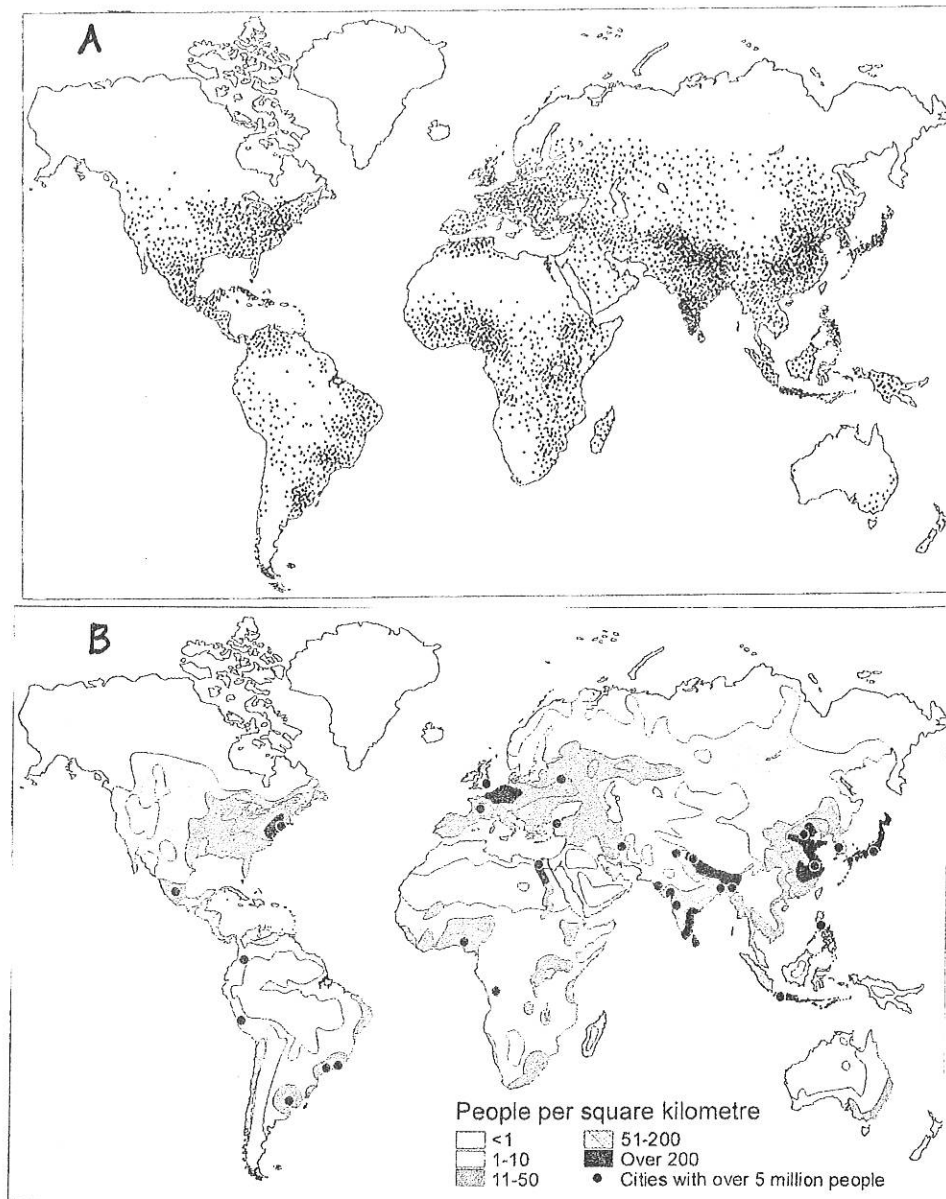 A
B
People per square kilometre
<1
51-200
1-10
Over 200
11-50
Cities with over 5 million people